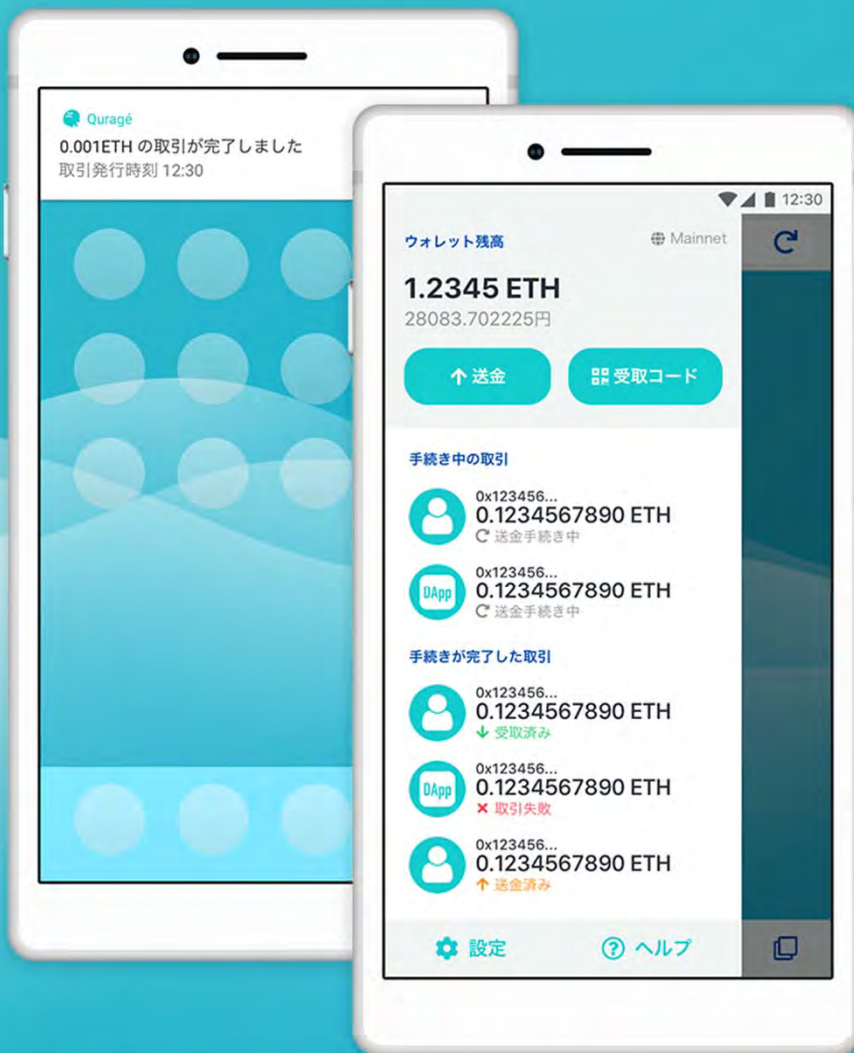 Quragé
0.001ETH の取引が完了しました
取引発行時刻 12:30
12:30
ウォレット残高
Mainnet
1.2345 ETH
28083.702225円
送金
受取コード
手続き中の取引
0x123456...
0.1234567890 ETH
送金手続き中
DApp
0x123456...
0.1234567890 ETH
送金手続き中
手続きが完了した取引
0x123456...
0.1234567890 ETH
受取済み
DApp
0x123456...
0.1234567890 ETH
取引失敗
0x123456...
0.1234567890 ETH
送金済み
設定
ヘルプ